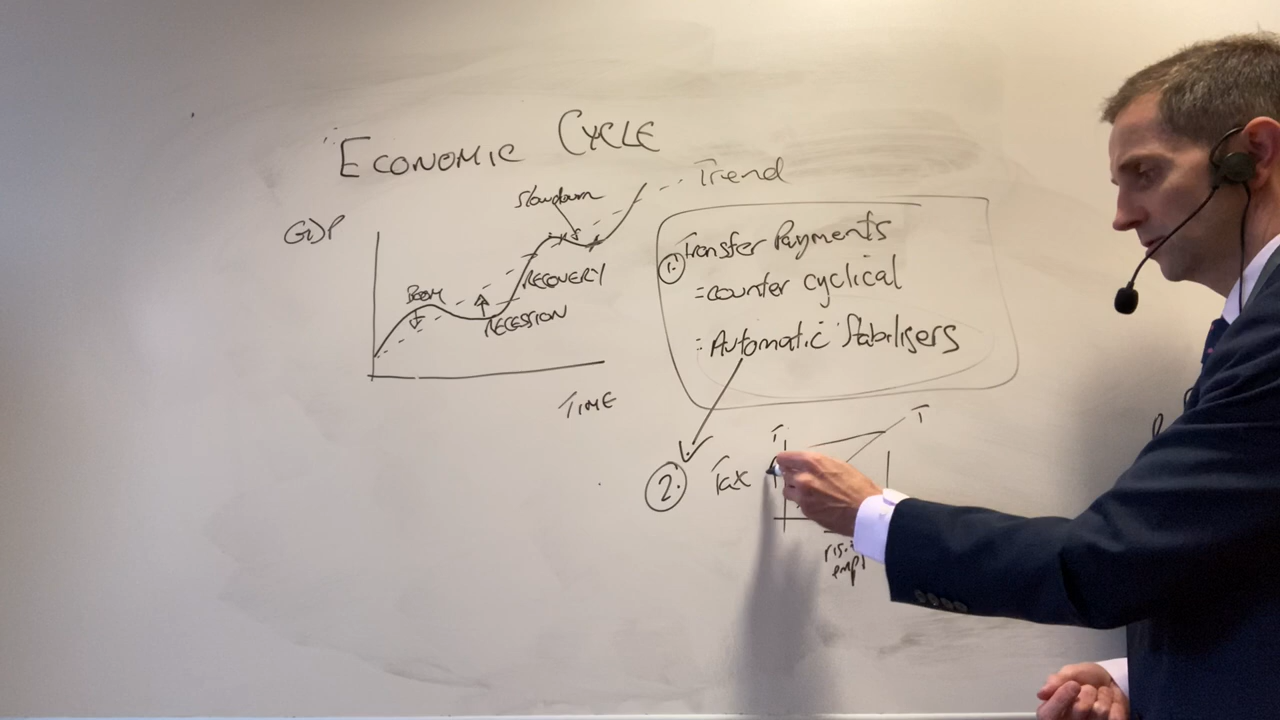 ECONOMIC CYCLE
GDP
Slowdown
Trend
BOOM
RECOVERY
RECESSION
TIME
1. Transfer Payments
= counter cyclical
= Automatic Stabilisers
2. Tax
T
T
empl